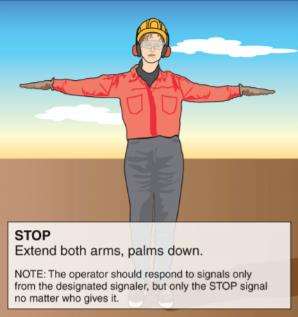 STOP
Extend both arms, palms down.
NOTE: The operator should respond to signals only
from the designated signaler, but only the STOP signal
no matter who gives it.